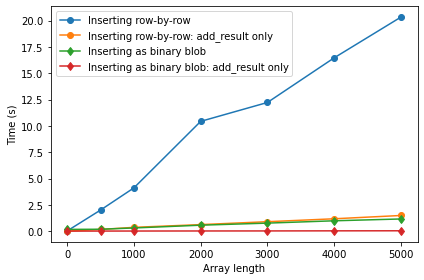 Inserting row-by-row
Inserting row-by-row: add_result only
Inserting as binary blob
Inserting as binary blob: add_result only
Time (s)
20.0
17.5
15.0
12.5
10.0
7.5
5.0
2.5
0.0
0 1000 2000 3000 4000 5000
Array length